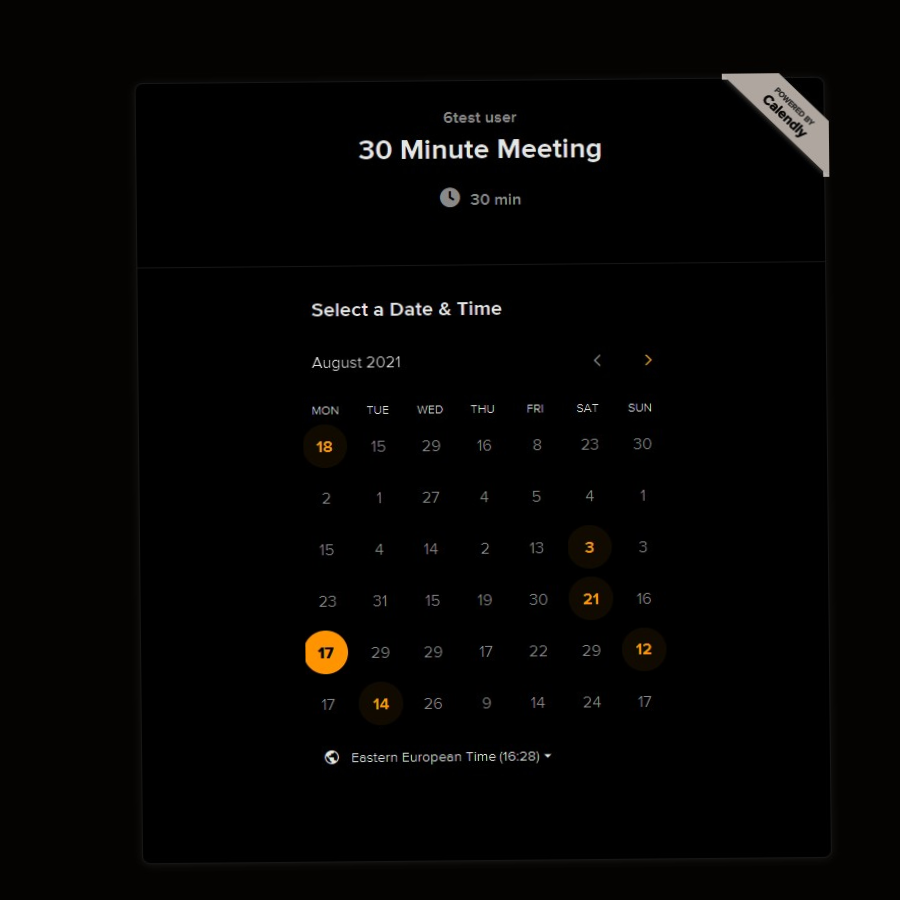 POWERED BY
Calendly
6test user
30 Minute Meeting
30 min
Select a Date & Time
August 2021
MON TUE WED THU FRI SAT SUN
18 15 29 16 8 23 30
2 1 27 4 5 4 1
15 4 14 2 13 3 3
23 31 15 19 30 21 16
17 29 29 17 22 29 12
17 14 26 9 14 24 17
Eastern European Time (16:28)